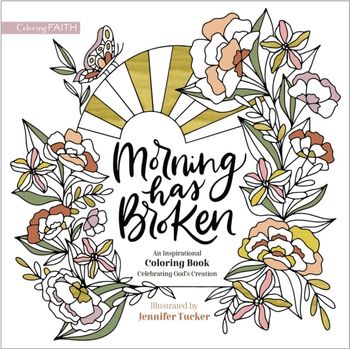 Coloring FAITH
Morning
has
Broken
An Inspirational
Coloring Book
Celebrating God's Creation
Illustrated by
Jennifer Tucker